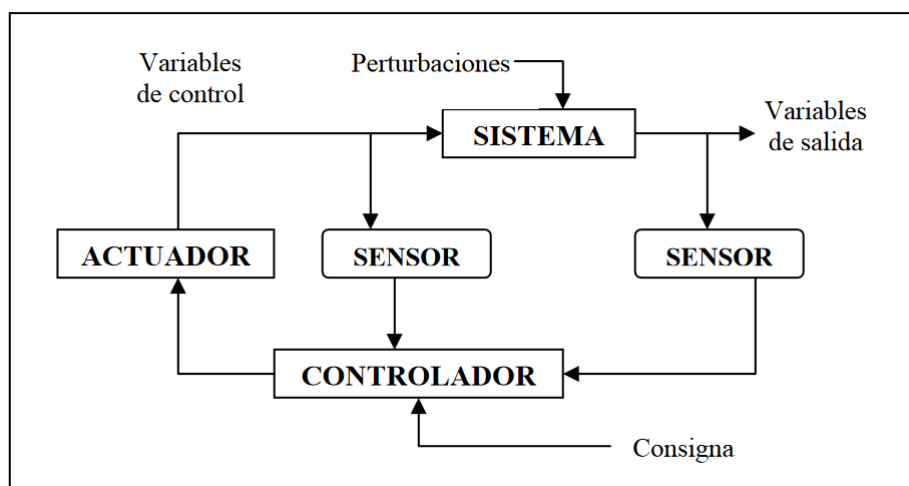 Variables
de control
Perturbaciones
SISTEMA
Variables
de salida
ACTUADOR
SENSOR
SENSOR
CONTROLADOR
Consigna